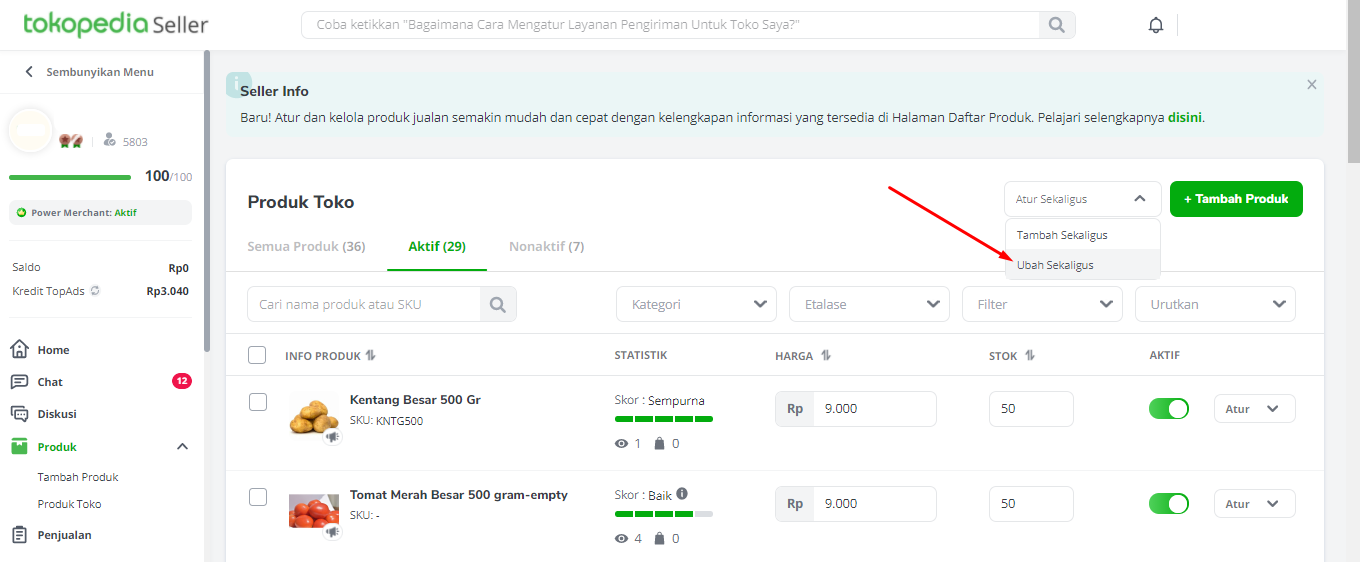 tokopedia Seller
Coba ketikkan "Bagaimana Cara Mengatur Layanan Pengiriman Untuk Toko Saya?"
Sembunyikan Menu
5803
100/100
Power Merchant: Aktif
Saldo Rp0
Kredit TopAds Rp3.040
Home
Chat 12
Diskusi
Produk
Tambah Produk
Produk Toko
Penjualan
Seller Info
Baru! Atur dan kelola produk jualan semakin mudah dan cepat dengan kelengkapan informasi yang tersedia di Halaman Daftar Produk. Pelajari selengkapnya disini.
Produk Toko
Atur Sekaligus
+ Tambah Produk
Tambah Sekaligus
Ubah Sekaligus
Semua Produk (36) Aktif (29) Nonaktif (7)
Cari nama produk atau SKU Kategori Etalase Filter Urutkan
INFO PRODUK STATISTIK HARGA STOK AKTIF
Kentang Besar 500 Gr
SKU: KNTG500
Skor : Sempurna
1 0
Rp 9.000
50
Atur
Tomat Merah Besar 500 gram-empty
SKU: -
Skor : Baik
4 0
Rp 9.000
50
Atur